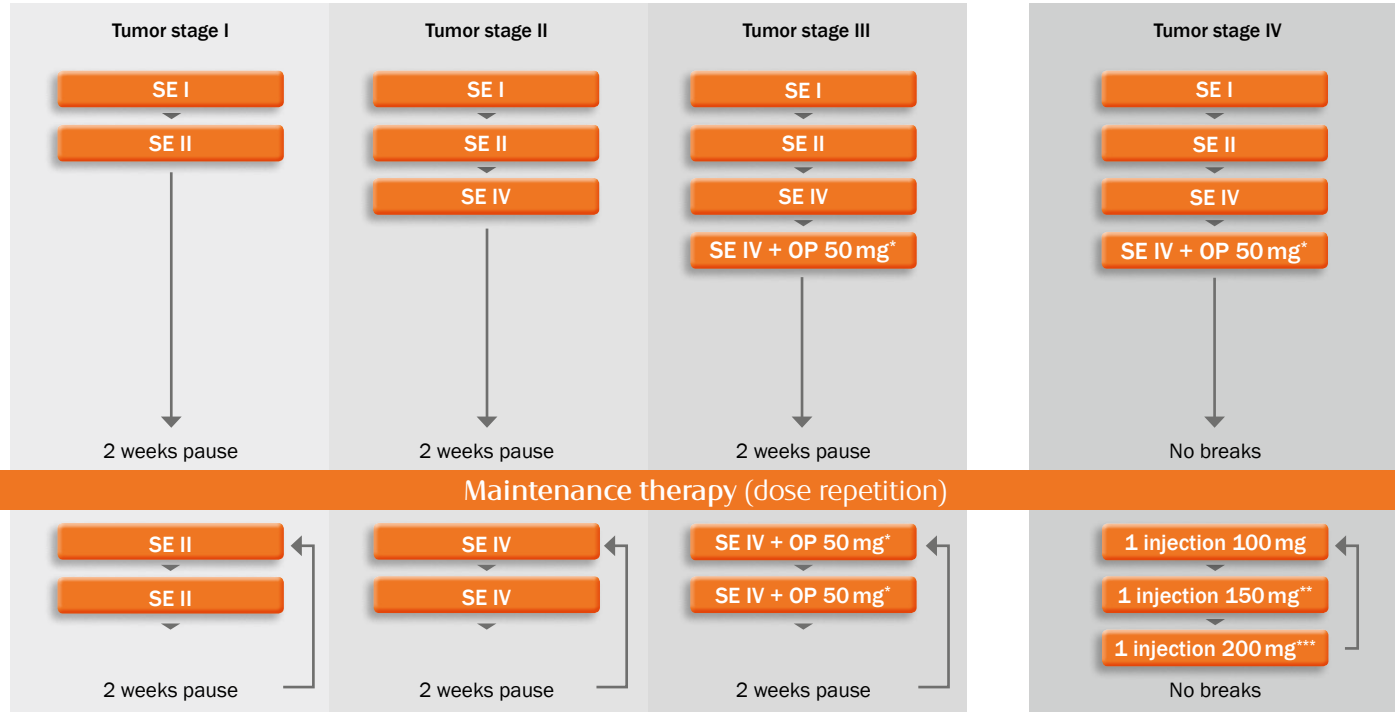 Tumor stage I
SE I
SE II
2 weeks pause
Tumor stage II
SE I
SE II
SE IV
2 weeks pause
Tumor stage III
SE I
SE II
SE IV
SE IV + OP 50 mg*
2 weeks pause
Tumor stage IV
SE I
SE II
SE IV
SE IV + OP 50 mg*
No breaks
Maintenance therapy (dose repetition)
SE II
SE II
2 weeks pause
SE IV
SE IV
2 weeks pause
SE IV + OP 50 mg*
SE IV + OP 50 mg*
2 weeks pause
1 injection 100 mg
1 injection 150 mg**
1 injection 200 mg***
No breaks